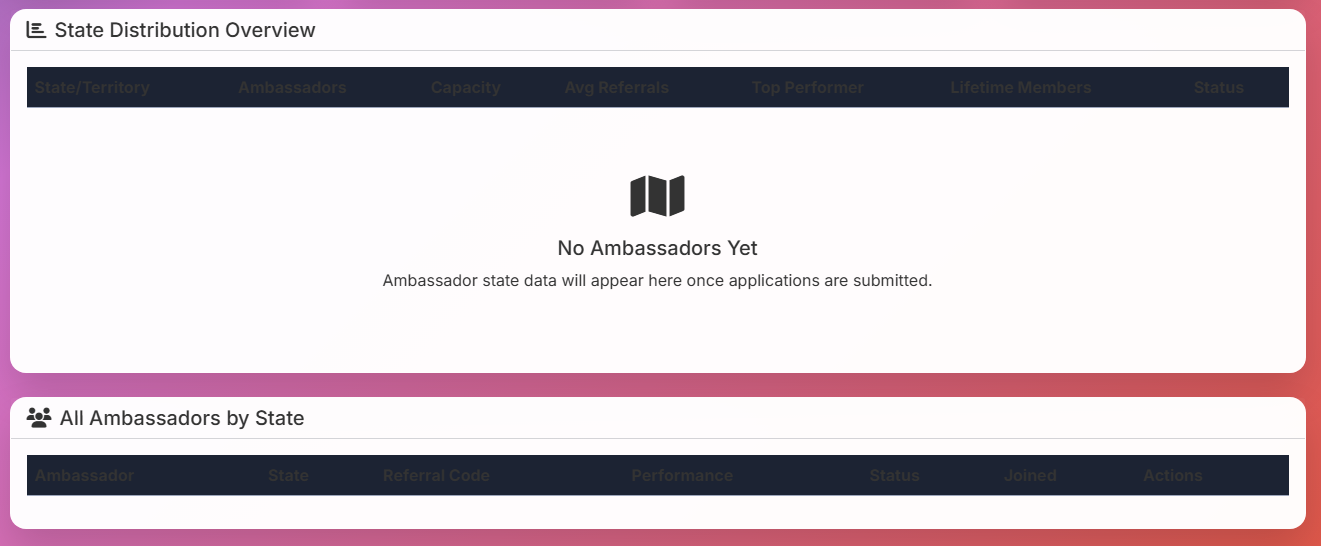 State Distribution Overview
State/Territory Ambassadors Capacity Avg Referrals Top Performer Lifetime Members Status
No Ambassadors Yet
Ambassador state data will appear here once applications are submitted.
All Ambassadors by State
Ambassador State Referral Code Performance Status Joined Actions